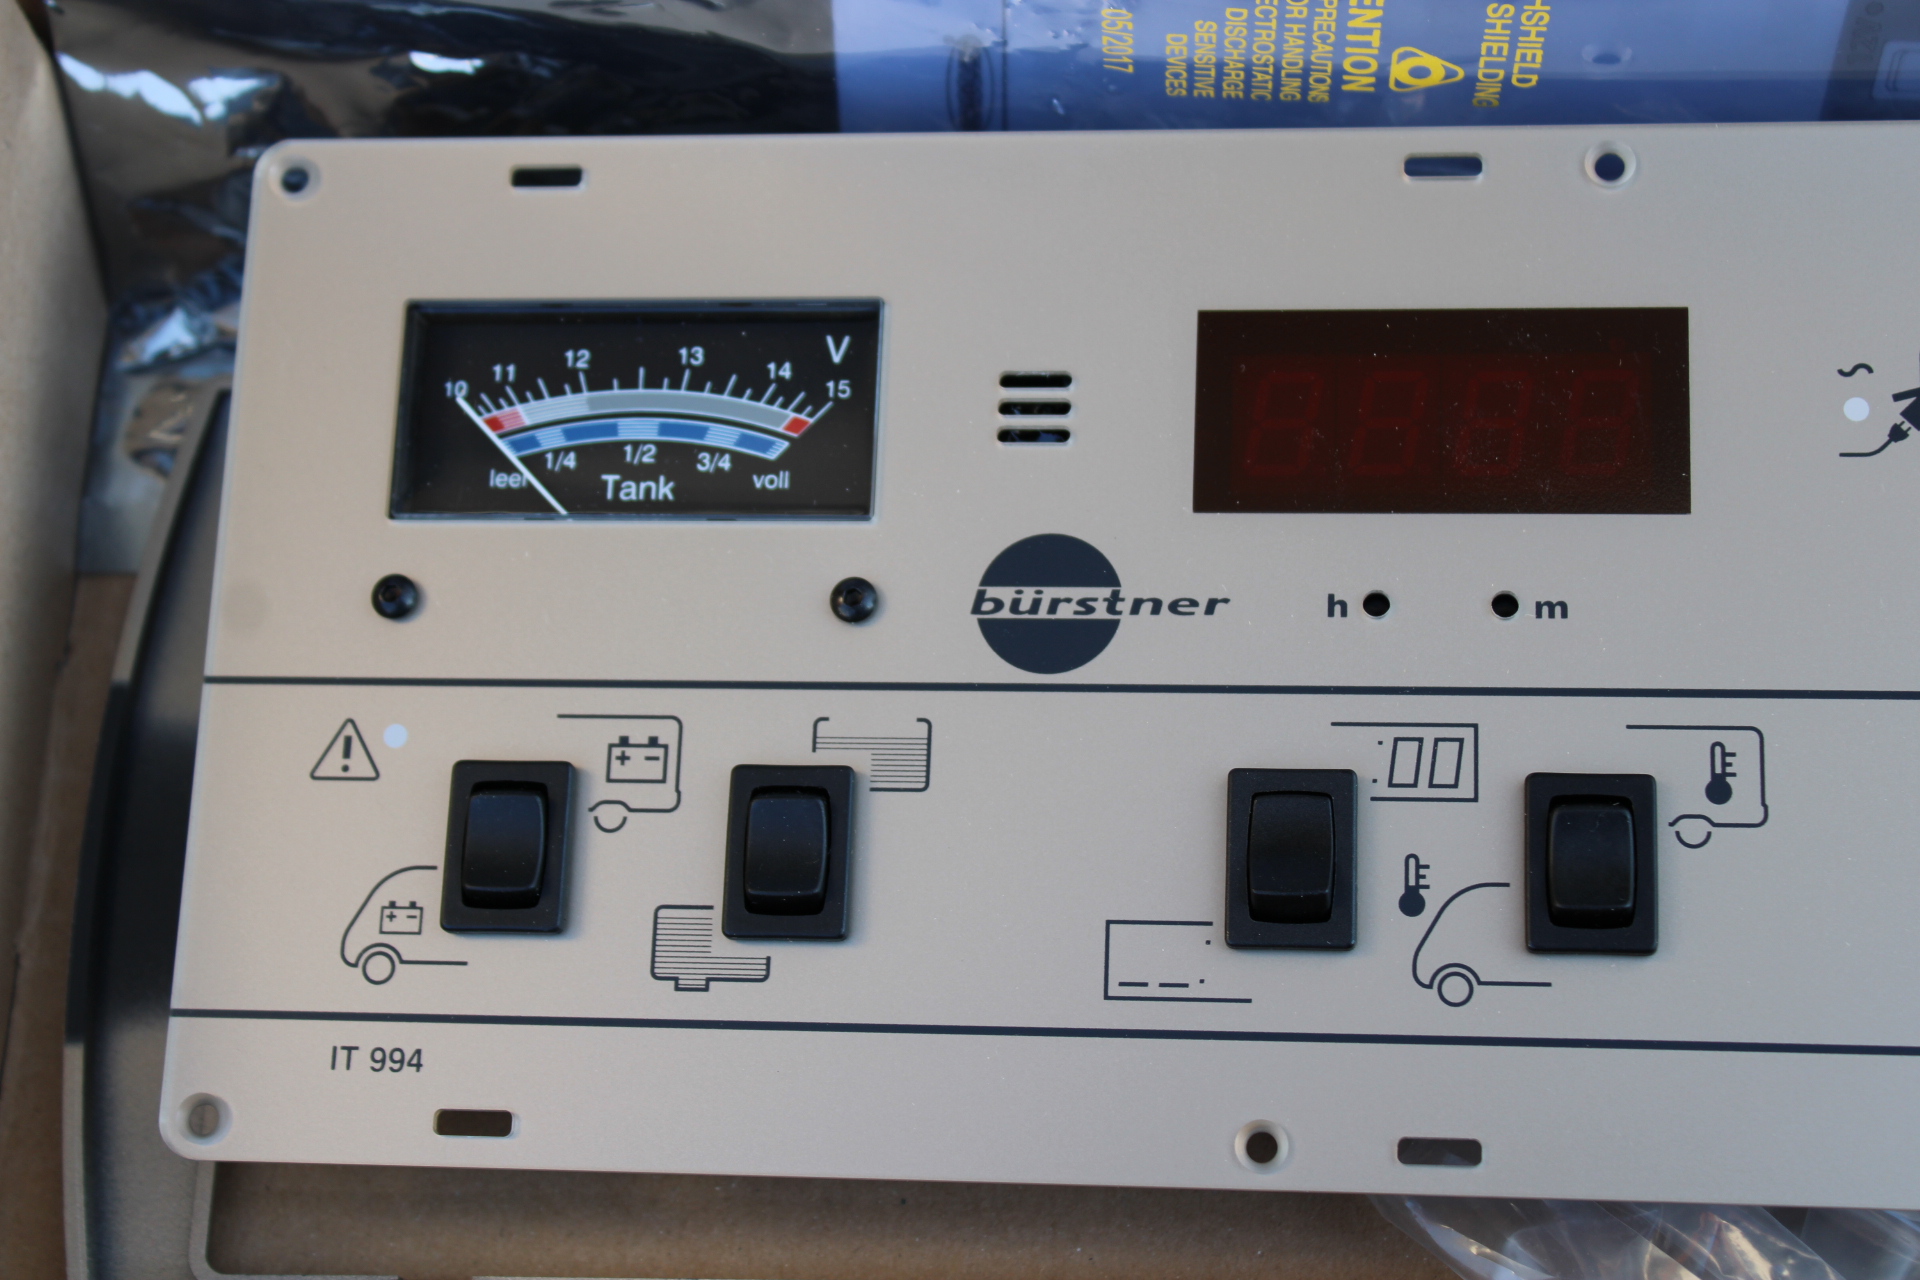 HSHIELD
SHIELDING
ENTION
PRECAUTIONS
OR HANDLING
ECTROSTATIC
DISCHARGE
SENSITIVE
DEVICES
05/2017
V
10 11 12 13 14 15
leer 1/4 1/2 3/4 voll
Tank
bürstner
h m
IT 994